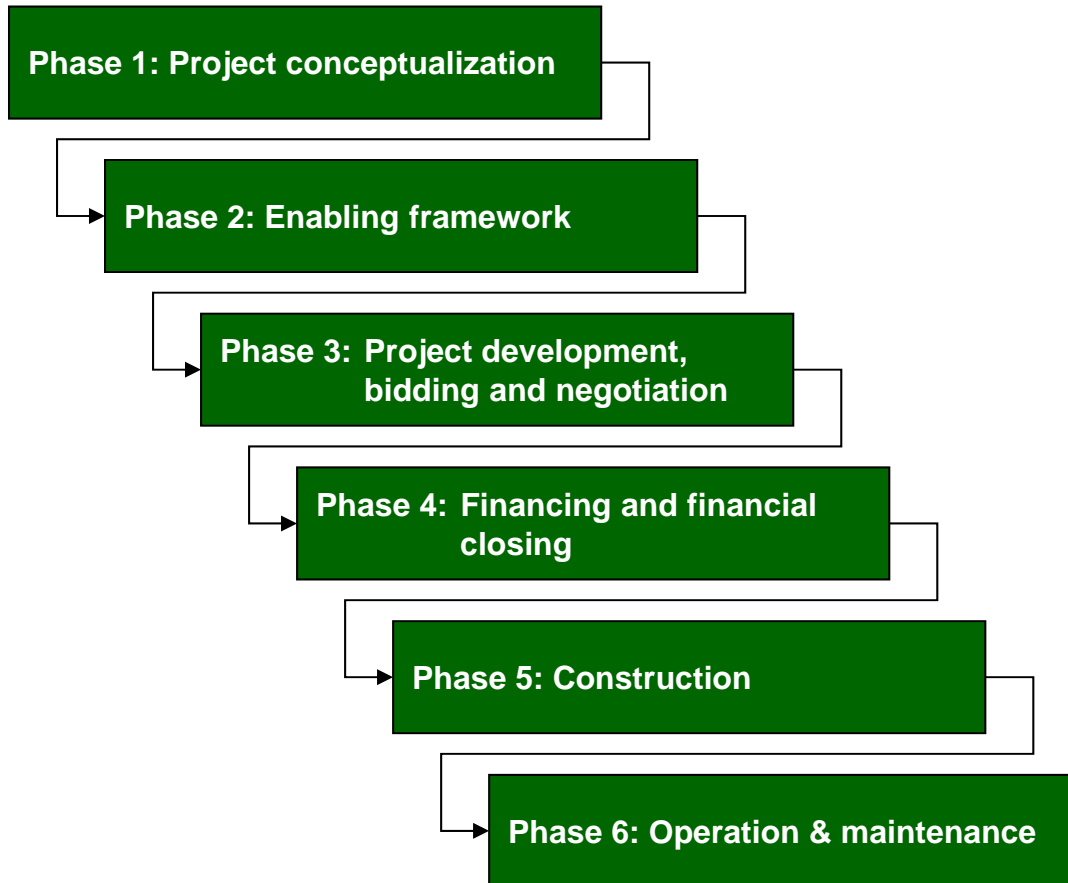 Phase 1: Project conceptualization
Phase 2: Enabling framework
Phase 3: Project development,
bidding and negotiation
Phase 4: Financing and financial
closing
Phase 5: Construction
Phase 6: Operation & maintenance